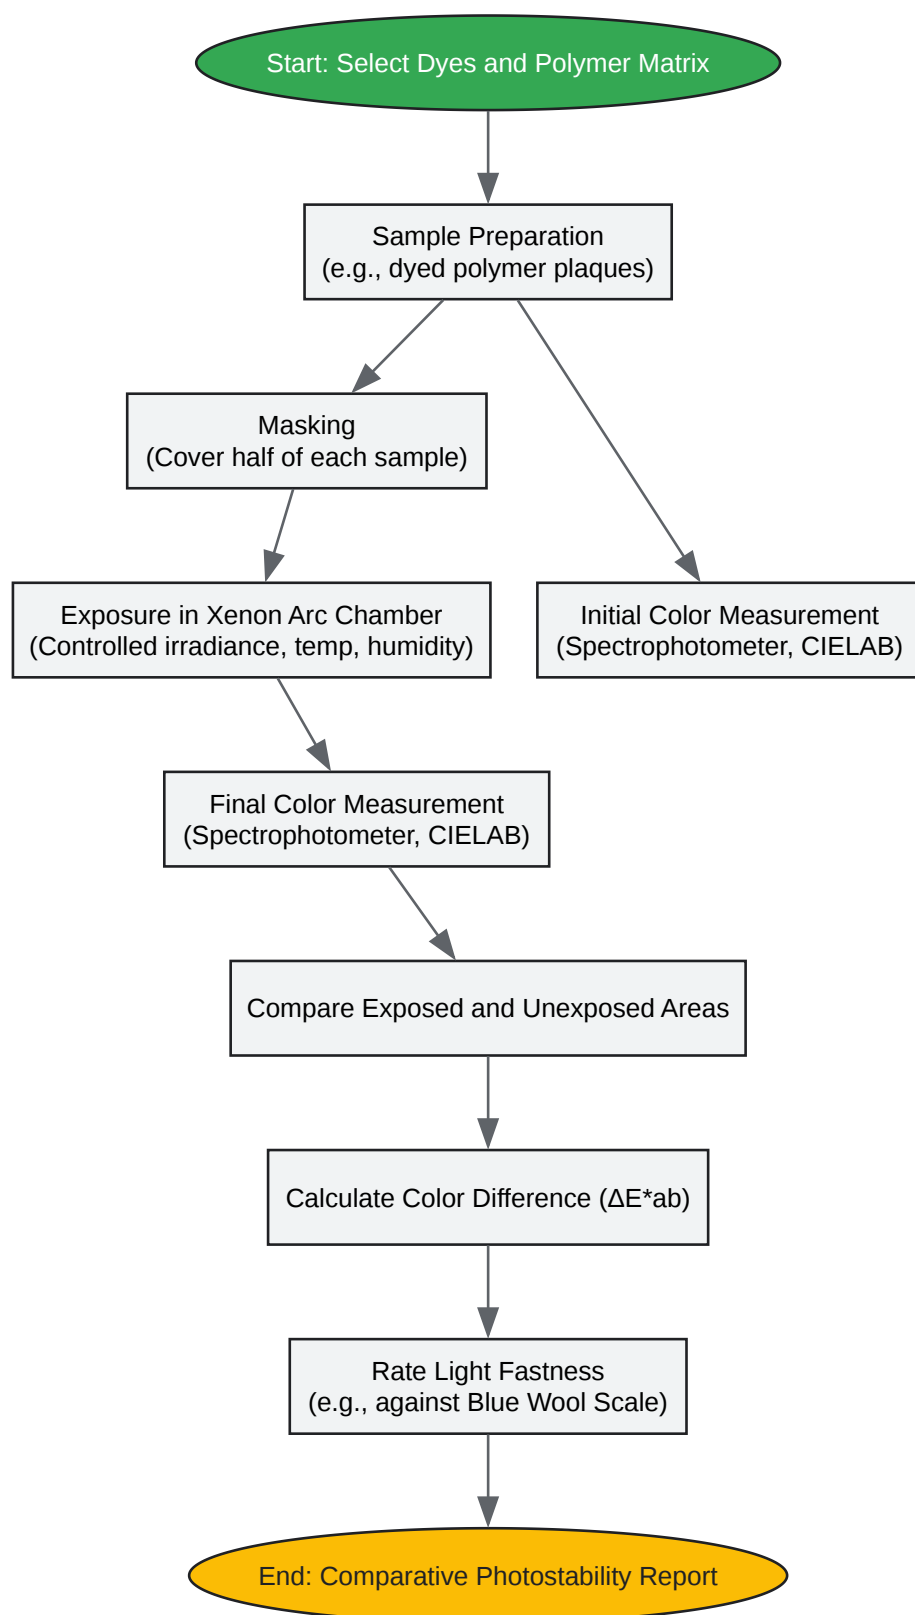 Start: Select Dyes and Polymer Matrix
Sample Preparation
(e.g., dyed polymer plaques)
Masking
(Cover half of each sample)
Exposure in Xenon Arc Chamber
(Controlled irradiance, temp, humidity)
Initial Color Measurement
(Spectrophotometer, CIELAB)
Final Color Measurement
(Spectrophotometer, CIELAB)
Compare Exposed and Unexposed Areas
Calculate Color Difference (ΔE*ab)
Rate Light Fastness
(e.g., against Blue Wool Scale)
End: Comparative Photostability Report